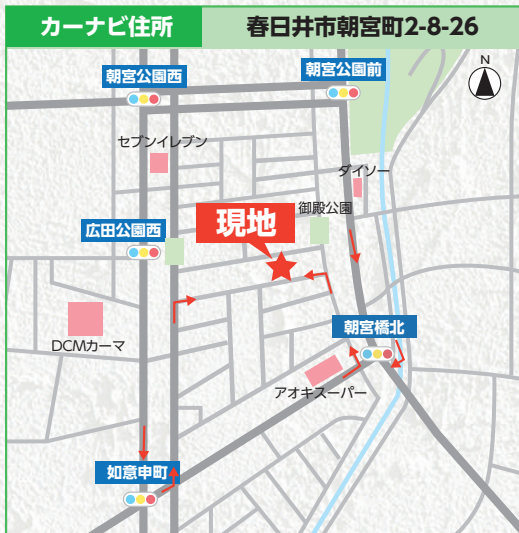 カーナビ住所
春日井市朝宮町2-8-26
朝宮公園西
朝宮公園前
N
セブンイレブン
ダイソー
広田公園西
現地
御殿公園
朝宮橋北
DCMカーマ
アオキスーパー
如意申町